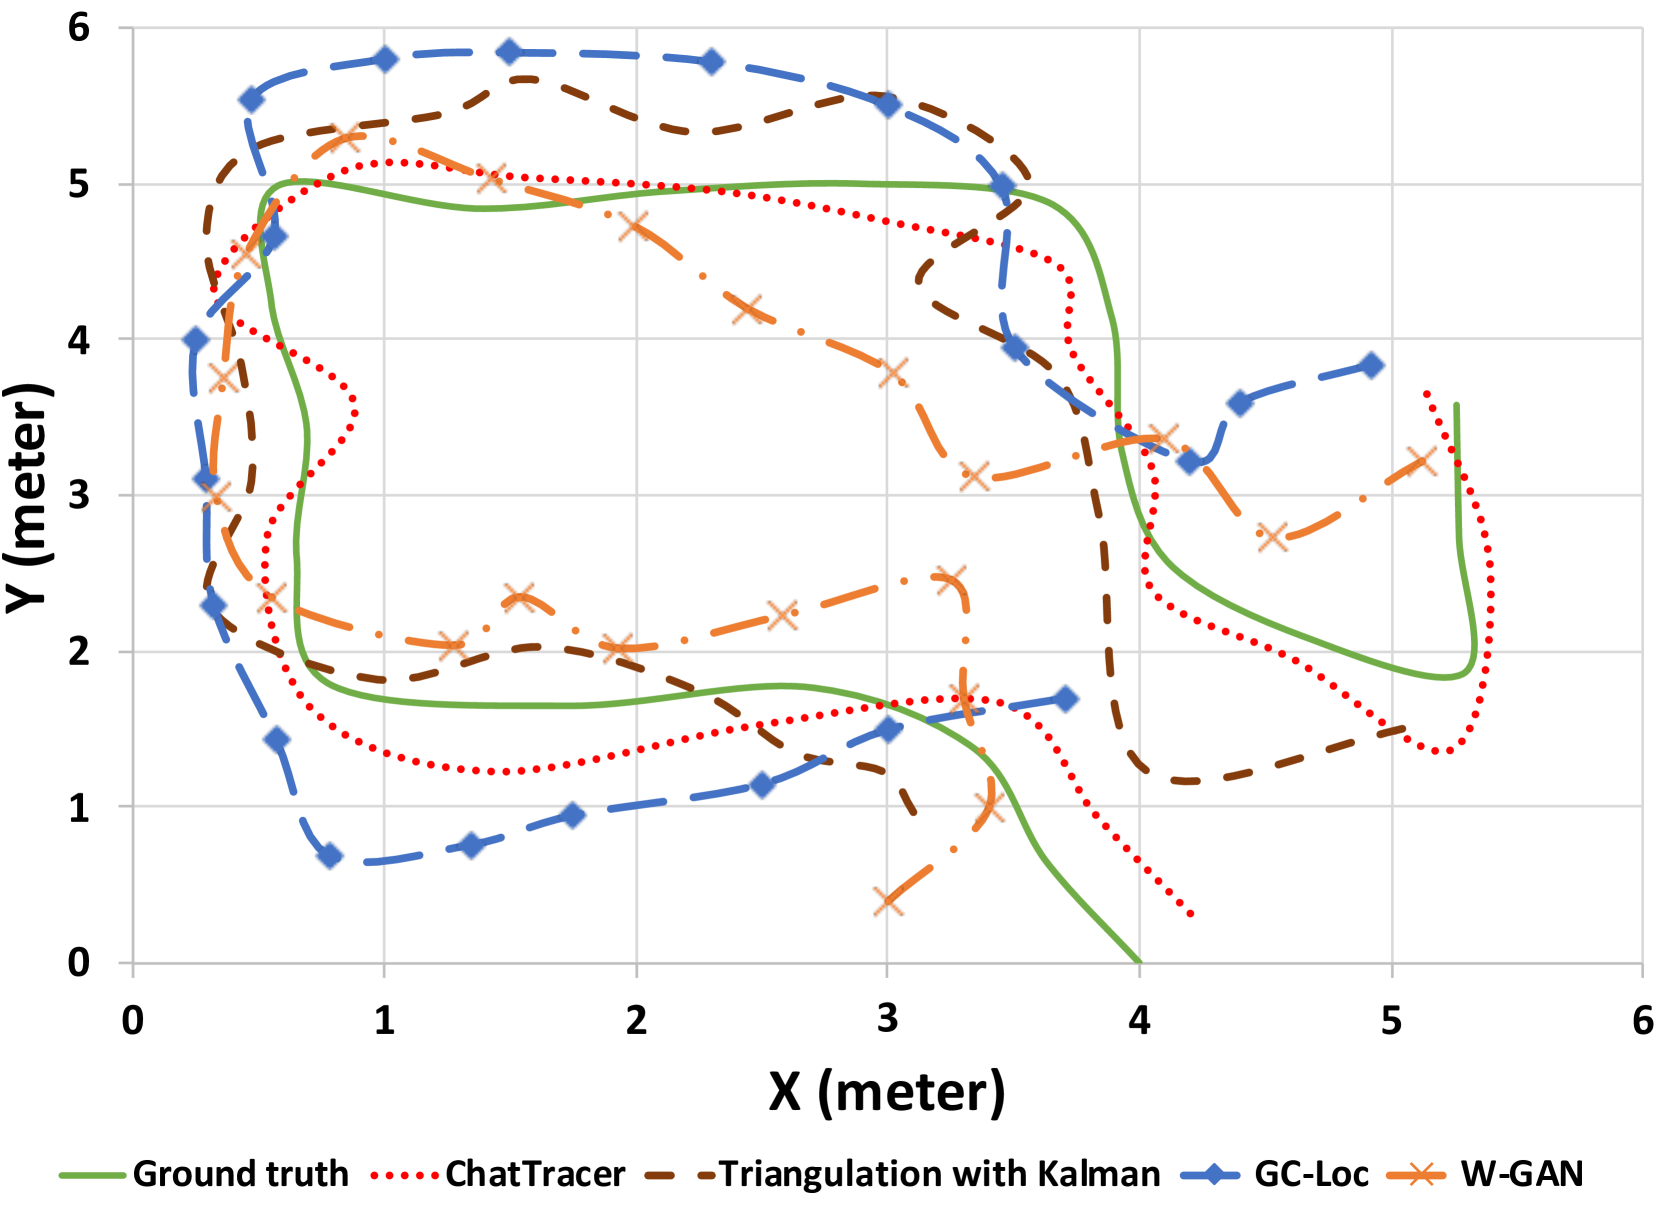 6
5
4
3
2
1
0
Y (meter)
0 1 2 3 4 5 6
X (meter)
Ground truth ChatTracer Triangulation with Kalman GC-Loc W-GAN